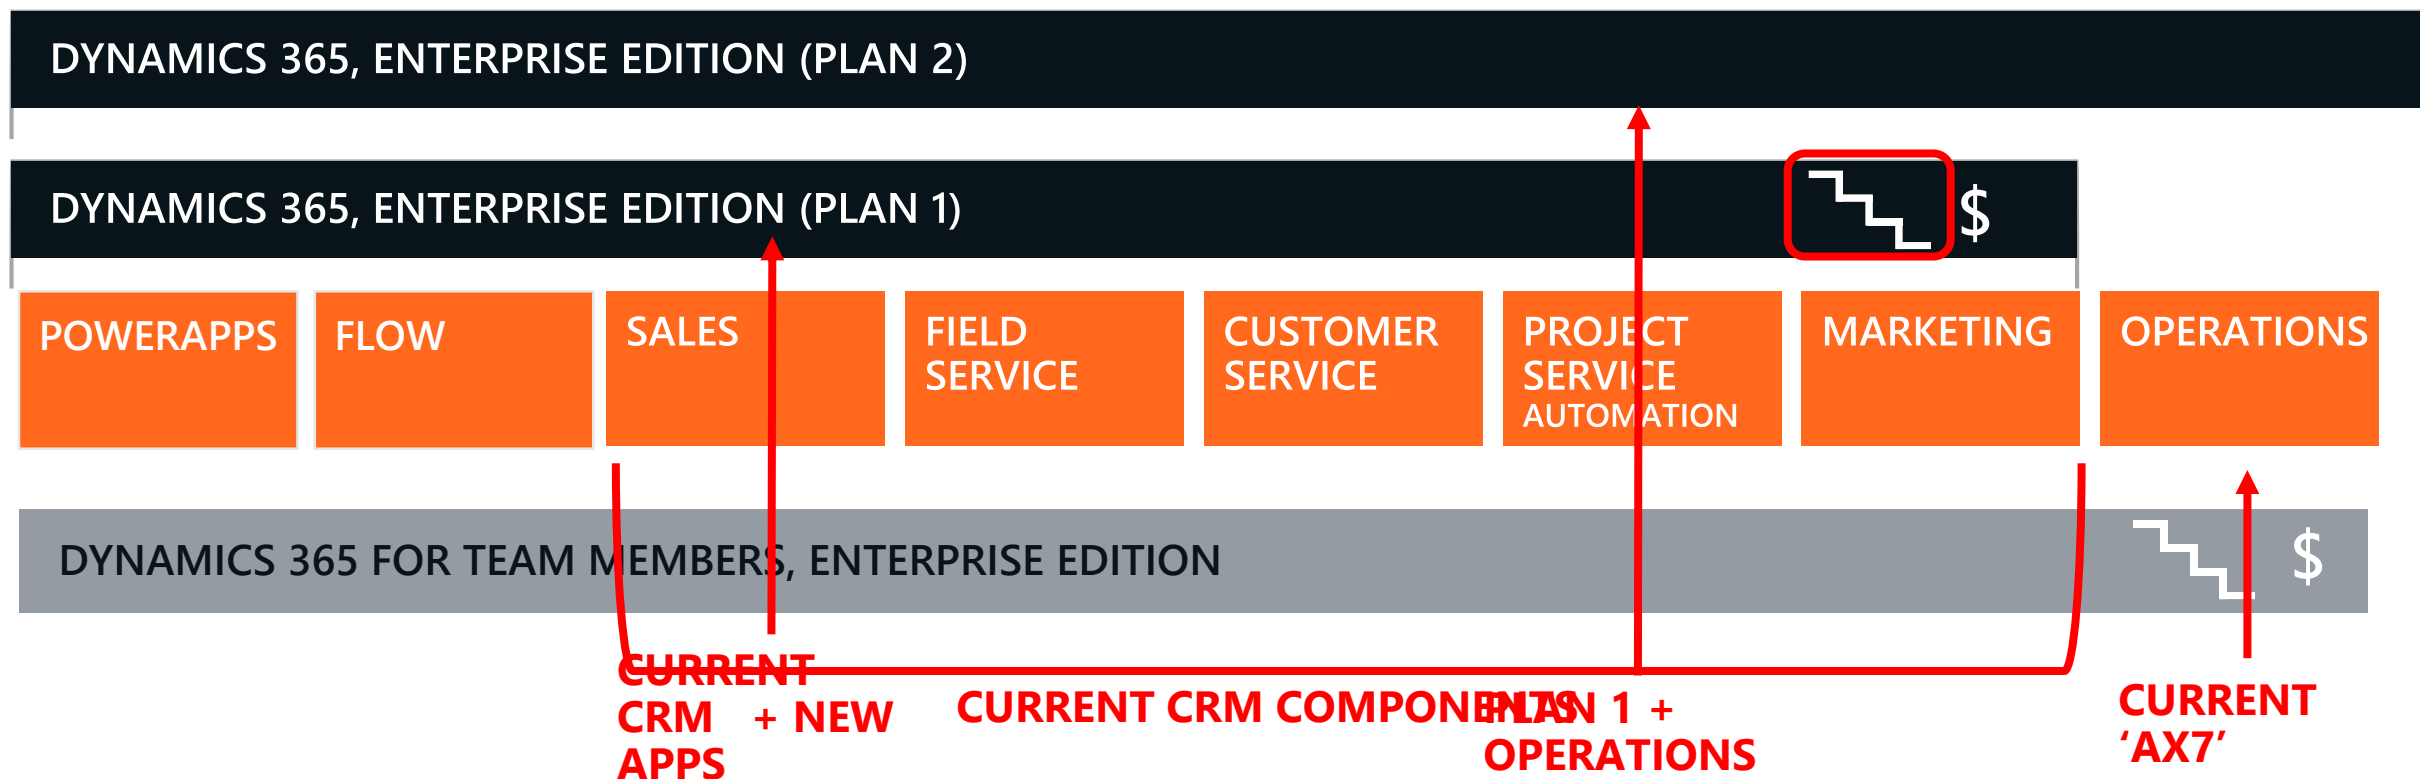 DYNAMICS 365, ENTERPRISE EDITION (PLAN 2)
DYNAMICS 365, ENTERPRISE EDITION (PLAN 1)
$
POWERAPPS
FLOW
SALES
FIELD
SERVICE
CUSTOMER
SERVICE
PROJECT
SERVICE
AUTOMATION
MARKETING
OPERATIONS
DYNAMICS 365 FOR TEAM MEMBERS, ENTERPRISE EDITION
$
CURRENT
CRM + NEW
APPS
CURRENT CRM COMPONENTS
PLAN 1 +
OPERATIONS
CURRENT
‘AX7’